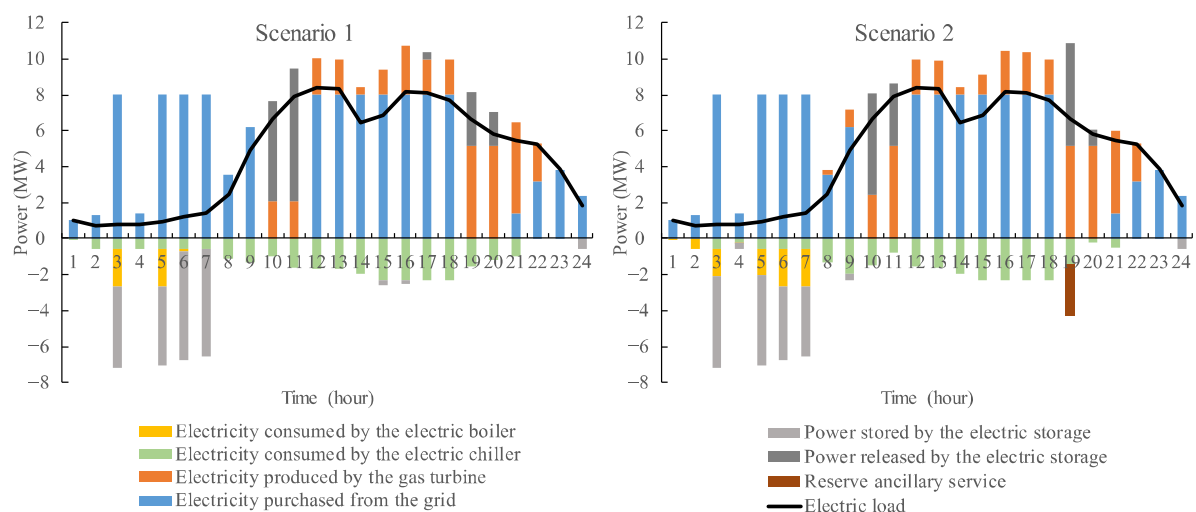 Scenario 1
12
10
8
6
4
2
0
−2
−4
−6
−8
Power (MW)
1 2 3 4 5 6 7 8 9 10 11 12 13 14 15 16 17 18 19 20 21 22 23 24
Time (hour)
Scenario 2
12
10
8
6
4
2
0
−2
−4
−6
−8
Power (MW)
1 2 3 4 5 6 7 8 9 10 11 12 13 14 15 16 17 18 19 20 21 22 23 24
Time (hour)
Electricity consumed by the electric boiler
Electricity consumed by the electric chiller
Electricity produced by the gas turbine
Electricity purchased from the grid
Power stored by the electric storage
Power released by the electric storage
Reserve ancillary service
Electric load